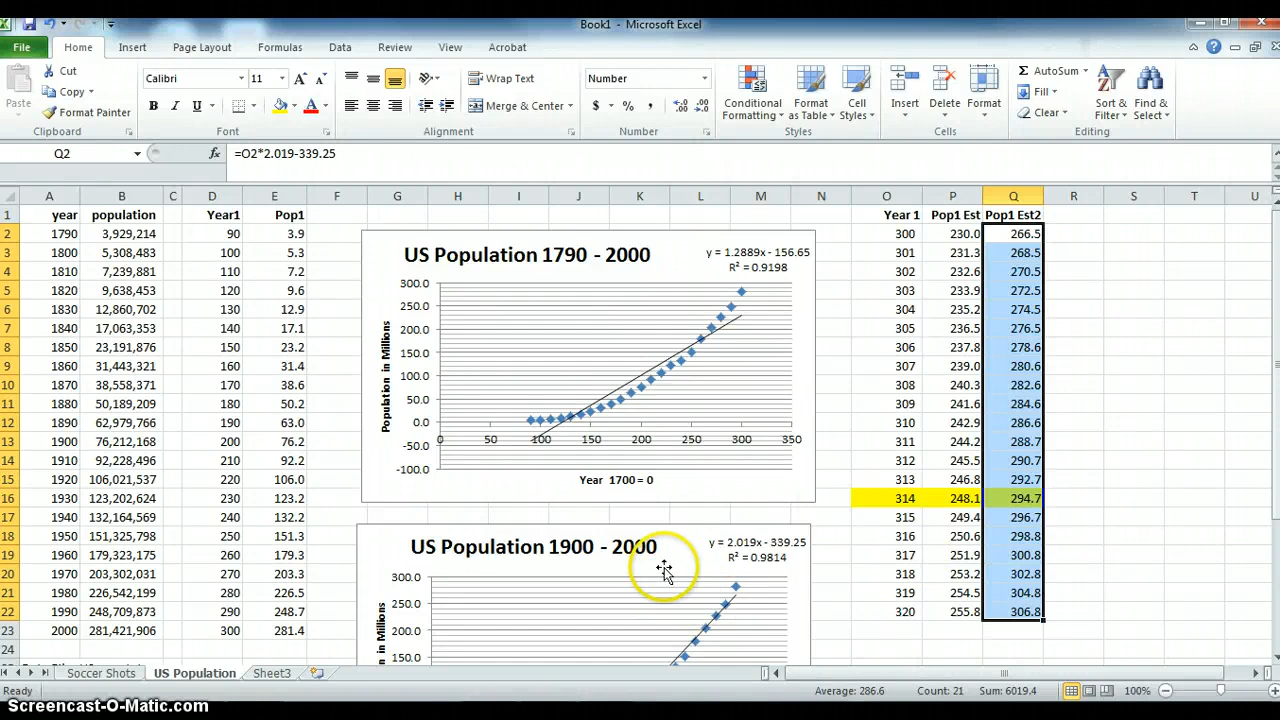 Book1 - Microsoft Excel
File Home Insert Page Layout Formulas Data Review View Acrobat
Paste Cut Copy Format Painter
Calibri 11
Wrap Text
Merge & Center
Number
Conditional Formatting Format as Table Cell Styles
Insert Delete Format
AutoSum Fill Clear
Sort & Filter Find & Select
Clipboard Font Alignment Number Styles Cells Editing
Q2 fx =O2*2.019-339.25
A B C D E F G H I J K L M N O P Q R S T U
1 year population Year1 Pop1 Year 1 Pop1 Est Pop1 Est2
2 1790 3,929,214 90 3.9 300 230.0 266.5
3 1800 5,308,483 100 5.3 301 231.3 268.5
4 1810 7,239,881 110 7.2 302 232.6 270.5
5 1820 9,638,453 120 9.6 303 233.9 272.5
6 1830 12,860,702 130 12.9 304 235.2 274.5
7 1840 17,063,353 140 17.1 305 236.5 276.5
8 1850 23,191,876 150 23.2 306 237.8 278.6
9 1860 31,443,321 160 31.4 307 239.0 280.6
10 1870 38,558,371 170 38.6 308 240.3 282.6
11 1880 50,189,209 180 50.2 309 241.6 284.6
12 1890 62,979,766 190 63.0 310 242.9 286.6
13 1900 76,212,168 200 76.2 311 244.2 288.7
14 1910 92,228,496 210 92.2 312 245.5 290.7
15 1920 106,021,537 220 106.0 313 246.8 292.7
16 1930 123,202,624 230 123.2 314 248.1 294.7
17 1940 132,164,569 240 132.2 315 249.4 296.7
18 1950 151,325,798 250 151.3 316 250.6 298.8
19 1960 179,323,175 260 179.3 317 251.9 300.8
20 1970 203,302,031 270 203.3 318 253.2 302.8
21 1980 226,542,199 280 226.5 319 254.5 304.8
22 1990 248,709,873 290 248.7 320 255.8 306.8
23 2000 281,421,906 300 281.4
24
US Population 1790 - 2000
y = 1.2889x - 156.65
R² = 0.9198
Population in Millions
300.0
250.0
200.0
150.0
100.0
50.0
0.0
-50.0
-100.0
0 50 100 150 200 250 300 350
Year 1700 = 0
US Population 1900 - 2000
y = 2.019x - 339.25
R² = 0.9814
300.0
250.0
200.0
150.0
in Millions
Soccer Shots US Population Sheet3
Ready Average: 286.6 Count: 21 Sum: 6019.4 100%
Screencast-O-Matic.com